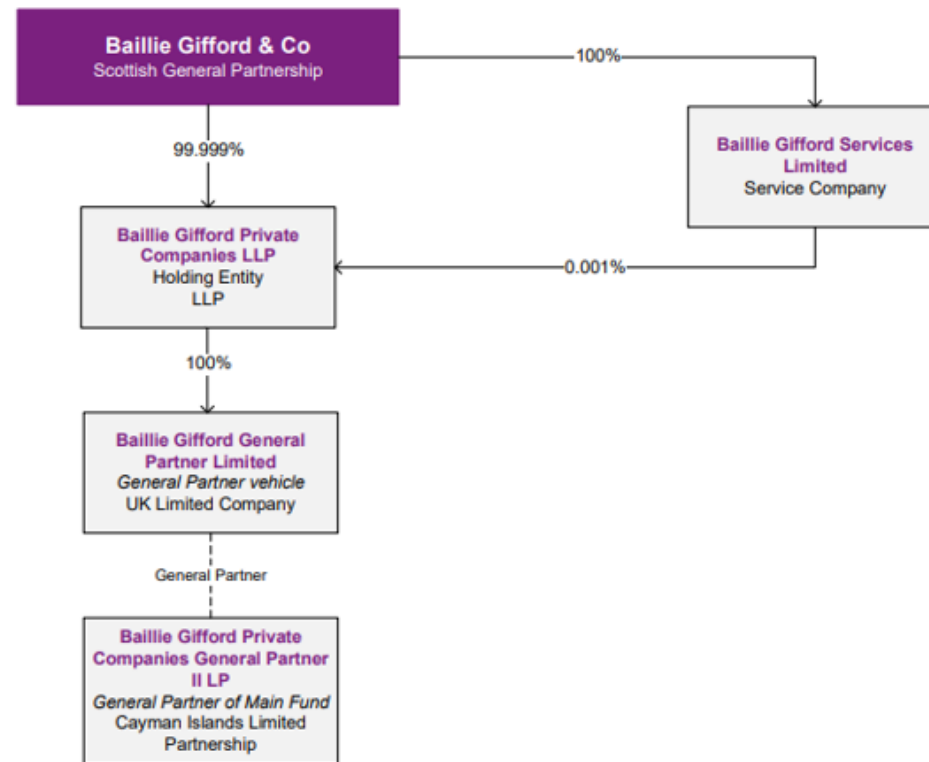 Baillie Gifford & Co
Scottish General Partnership
100%
99.999%
Baillie Gifford Services
Limited
Service Company
Baillie Gifford Private
Companies LLP
Holding Entity
LLP
0.001%
100%
Baillie Gifford General
Partner Limited
General Partner vehicle
UK Limited Company
General Partner
Baillie Gifford Private
Companies General Partner
II LP
General Partner of Main Fund
Cayman Islands Limited
Partnership